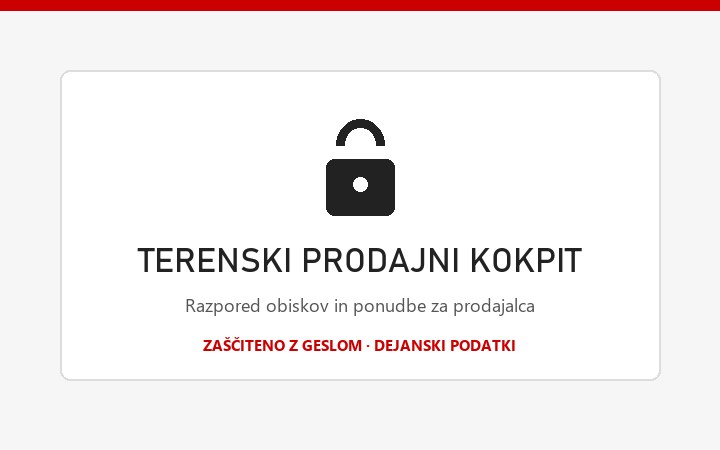 TERENSKI PRODAJNI KOKPIT
Razpored obiskov in ponudbe za prodajalca
ZAŠČITENO Z GESLOM · DEJANSKI PODATKI